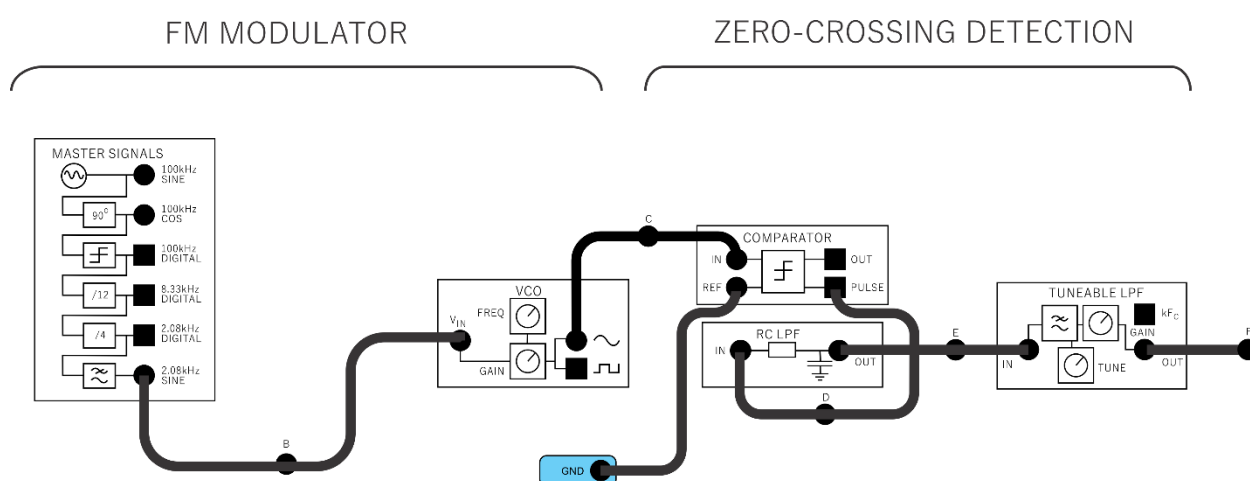 FM MODULATOR
ZERO-CROSSING DETECTION
MASTER SIGNALS
100kHz
SINE
90°
100kHz
COS
100kHz
DIGITAL
/12
8.33kHz
DIGITAL
/4
2.08kHz
DIGITAL
2.08kHz
SINE
B
VCO
FREQ
VIN
GAIN
C
COMPARATOR
IN
OUT
REF
PULSE
RC LPF
IN
OUT
D
E
GND
TUNEABLE LPF
kFC
GAIN
IN
OUT
TUNE
F